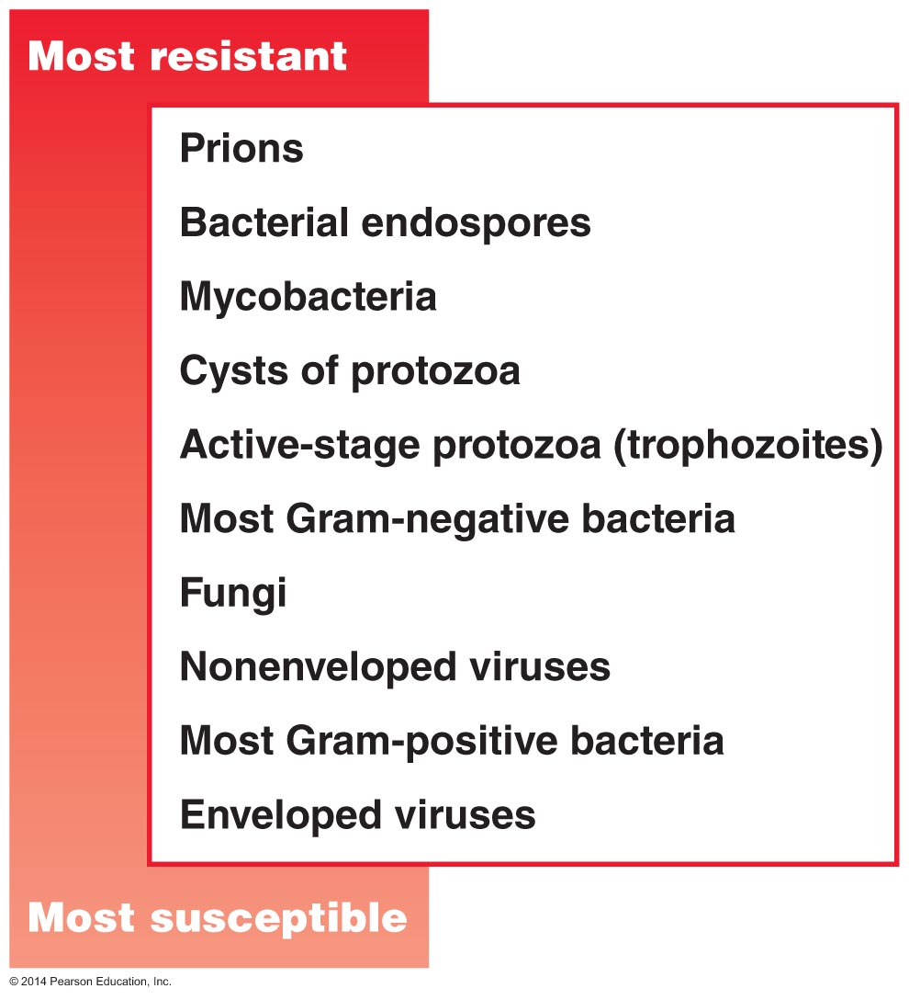 Most resistant
Prions
Bacterial endospores
Mycobacteria
Cysts of protozoa
Active-stage protozoa (trophozoites)
Most Gram-negative bacteria
Fungi
Nonenveloped viruses
Most Gram-positive bacteria
Enveloped viruses
Most susceptible
© 2014 Pearson Education, Inc.